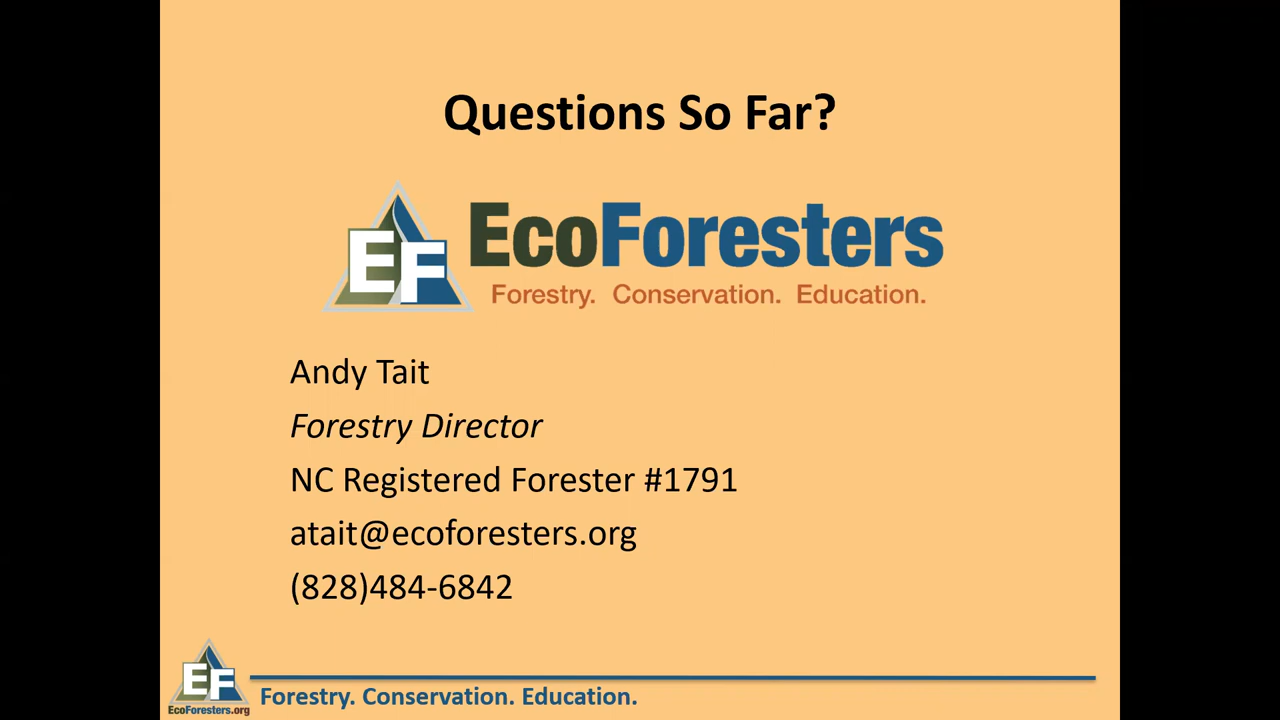 Questions So Far?
EF
EcoForesters
Forestry. Conservation. Education.
Andy Tait
Forestry Director
NC Registered Forester #1791
atait@ecoforesters.org
(828)484-6842
EF
EcoForesters.org
Forestry. Conservation. Education.